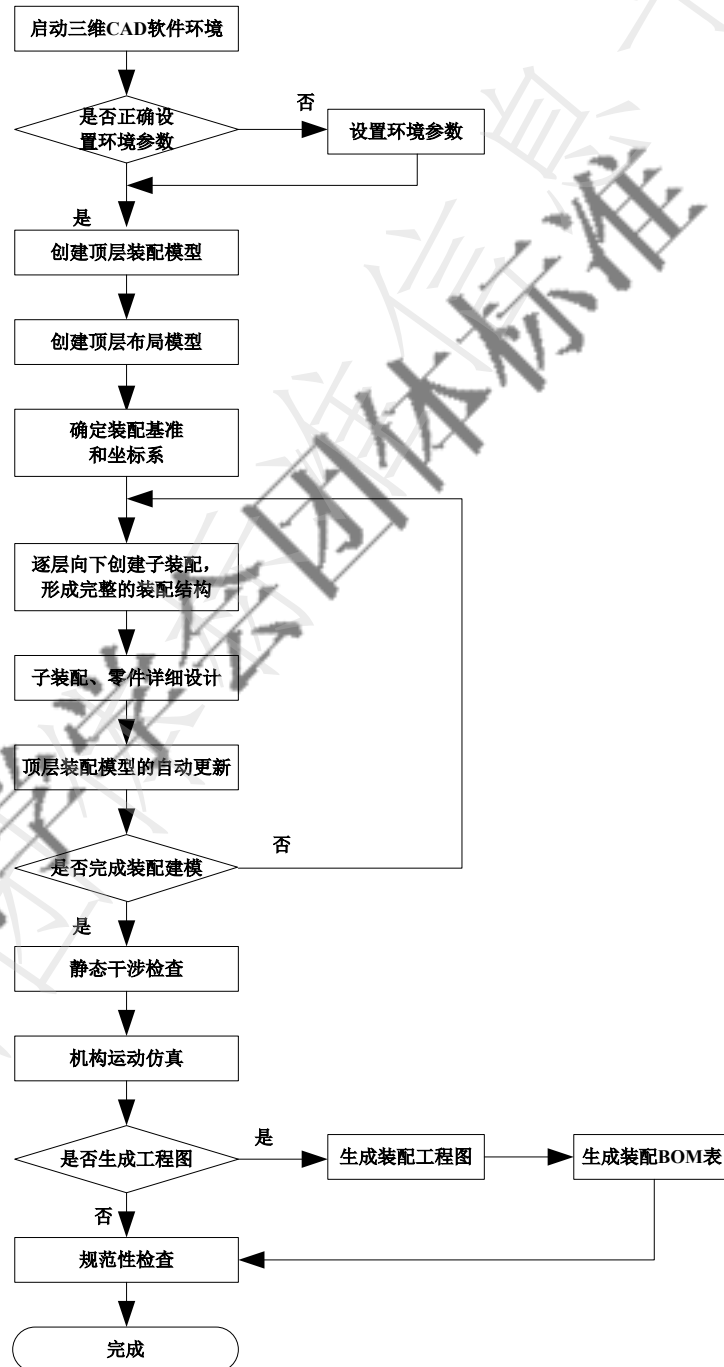 启动三维CAD软件环境
是否正确设
置环境参数
否
设置环境参数
是
创建顶层装配模型
创建顶层布局模型
确定装配基准
和坐标系
逐层向下创建子装配，
形成完整的装配结构
子装配、零件详细设计
顶层装配模型的自动更新
是否完成装配建模
否
是
静态干涉检查
机构运动仿真
是否生成工程图
是
生成装配工程图
生成装配BOM表
否
规范性检查
完成
学会团体标准